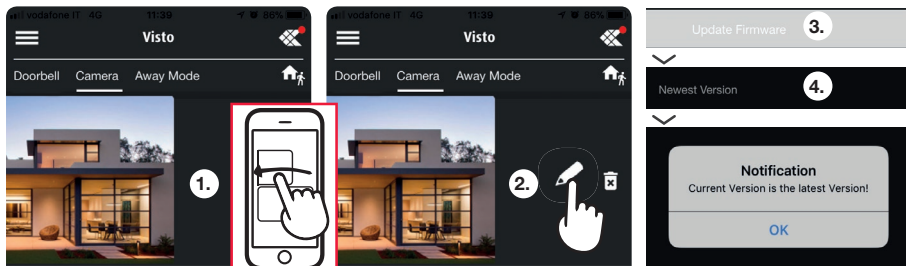 vodafone IT 4G 11:39 86%
Visto
Doorbell Camera Away Mode
1.
vodafone IT 4G 11:39 86%
Visto
Doorbell Camera Away Mode
2.
Update Firmware 3.
Newest Version 4.
Notification
Current Version is the latest Version!
OK